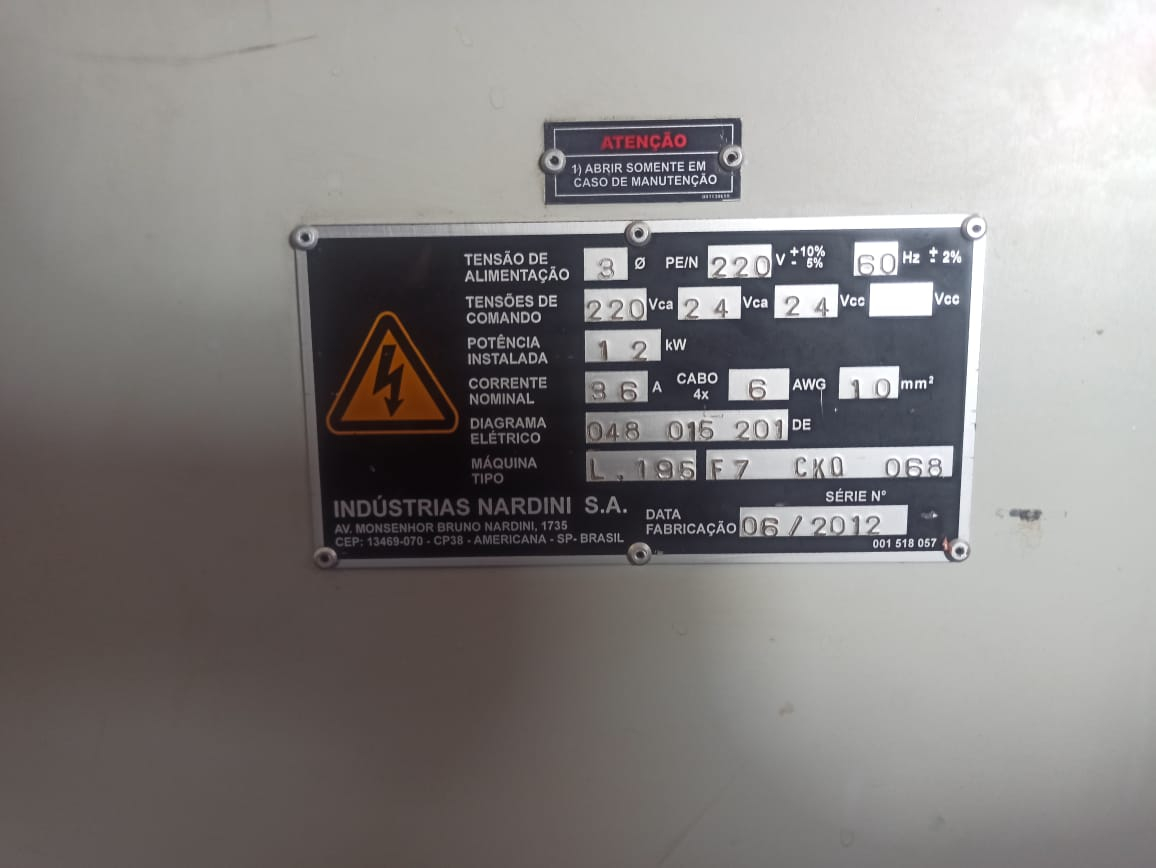 ATENÇÃO
1) ABRIR SOMENTE EM
CASO DE MANUTENÇÃO
TENSÃO DE ALIMENTAÇÃO 3 Ø PE/N 220 V +10% - 5% 60 Hz ± 2%
TENSÕES DE COMANDO 220 Vca 24 Vca 24 Vcc Vcc
POTÊNCIA INSTALADA 12 kW
CORRENTE NOMINAL 36 A CABO 4x 6 AWG 10 mm²
DIAGRAMA ELÉTRICO 048 015 201 DE
MÁQUINA TIPO L.195 F7 CKO 068
SÉRIE Nº
INDÚSTRIAS NARDINI S.A.
AV. MONSENHOR BRUNO NARDINI, 1735
CEP: 13469-070 - CP38 - AMERICANA - SP- BRASIL
DATA FABRICAÇÃO 06/2012
001 518 057